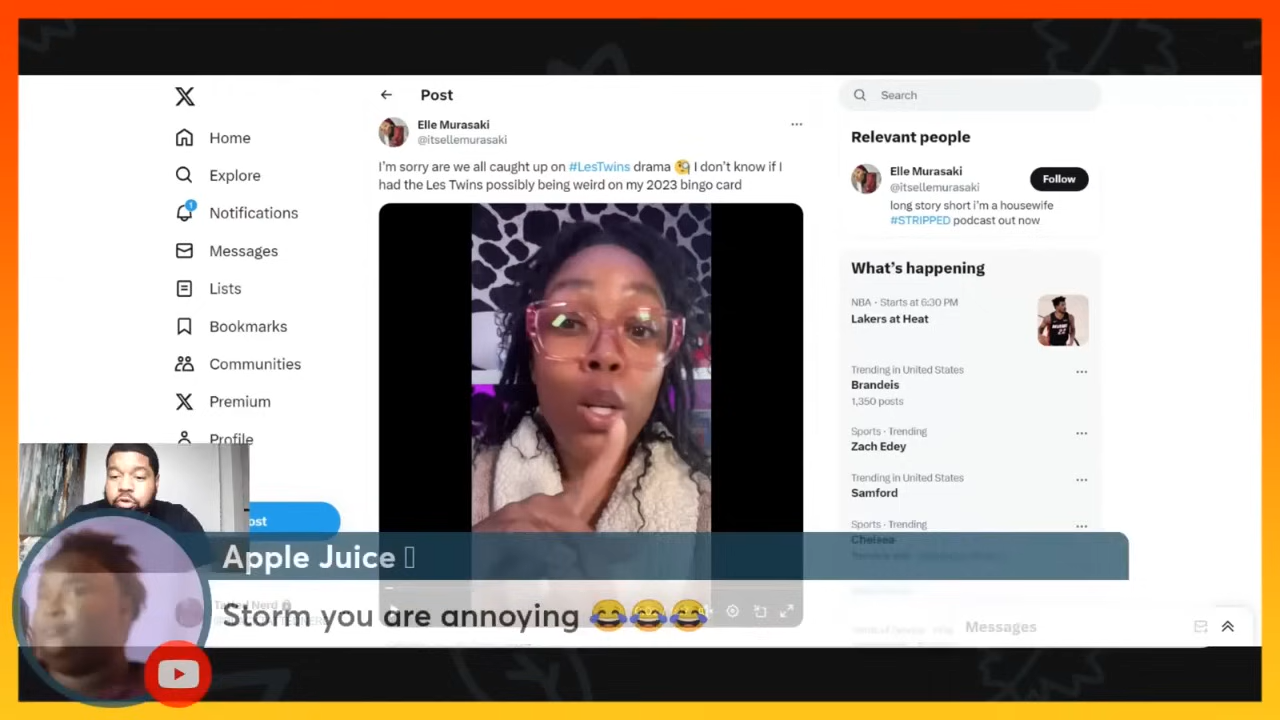 Post
Elle Murasaki
@itsellemurasaki
I'm sorry are we all caught up on #LesTwins drama 🧐 I don't know if I
had the Les Twins possibly being weird on my 2023 bingo card
Home
Explore
1
Notifications
Messages
Lists
Bookmarks
Communities
Premium
Profile
ost
Search
Relevant people
Elle Murasaki
@itsellemurasaki
Follow
long story short i'm a housewife
#STRIPPED podcast out now
What's happening
NBA · Starts at 6:30 PM
Lakers at Heat
Trending in United States
Brandeis
1,350 posts
Sports · Trending
Zach Edey
Trending in United States
Samford
Sports · Trending
Chelsea
Messages
Apple Juice
Storm you are annoying 😂😂😂